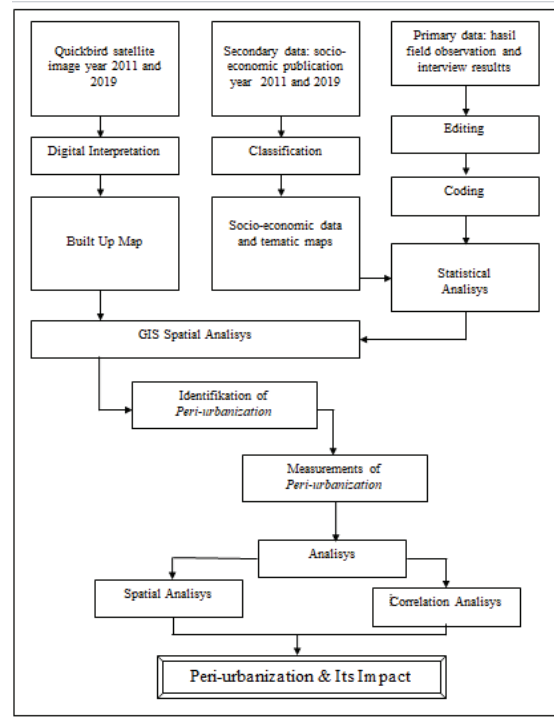 Quickbird satellite
image year 2011 and
2019
Secondary data: socio-
economic publication
year 2011 and 2019
Primary data: hasil
field observation and
interview resultts
Digital Interpretation
Classification
Editing
Coding
Built Up Map
Socio-economic data
and tematic maps
Statistical
Analisys
GIS Spatial Analisys
Identifikation of
Peri-urbanization
Measurements of
Peri-urbanization
Analisys
Spatial Analisys
Correlation Analisys
Peri-urbanization & Its Impact